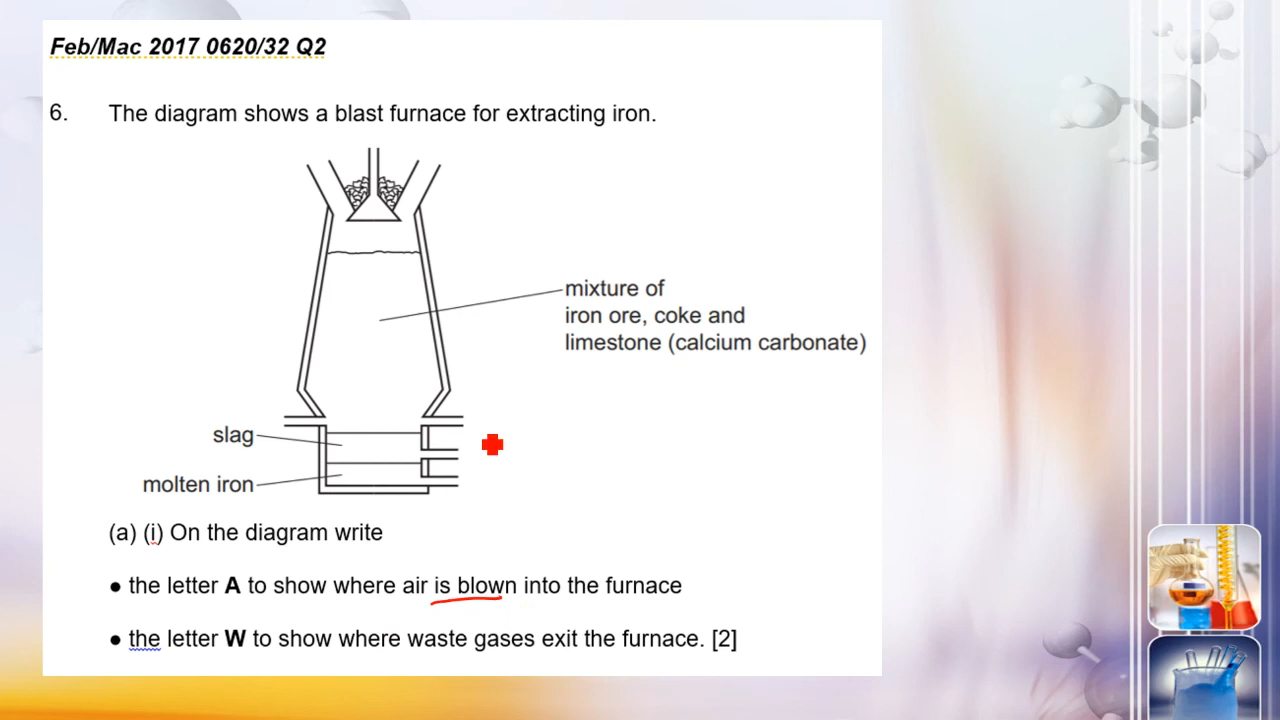 Feb/Mac 2017 0620/32 Q2
6. The diagram shows a blast furnace for extracting iron.
mixture of
iron ore, coke and
limestone (calcium carbonate)
slag
molten iron
(a) (i) On the diagram write
● the letter A to show where air is blown into the furnace
● the letter W to show where waste gases exit the furnace. [2]